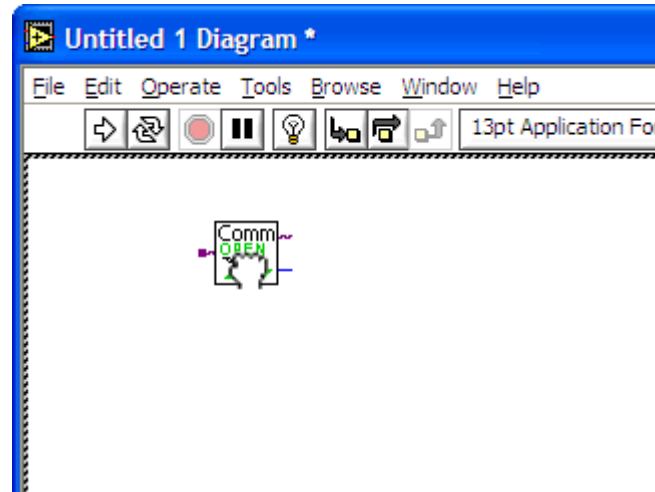 Untitled 1 Diagram *
File Edit Operate Tools Browse Window Help
13pt Application Fo
Comm
OPEN